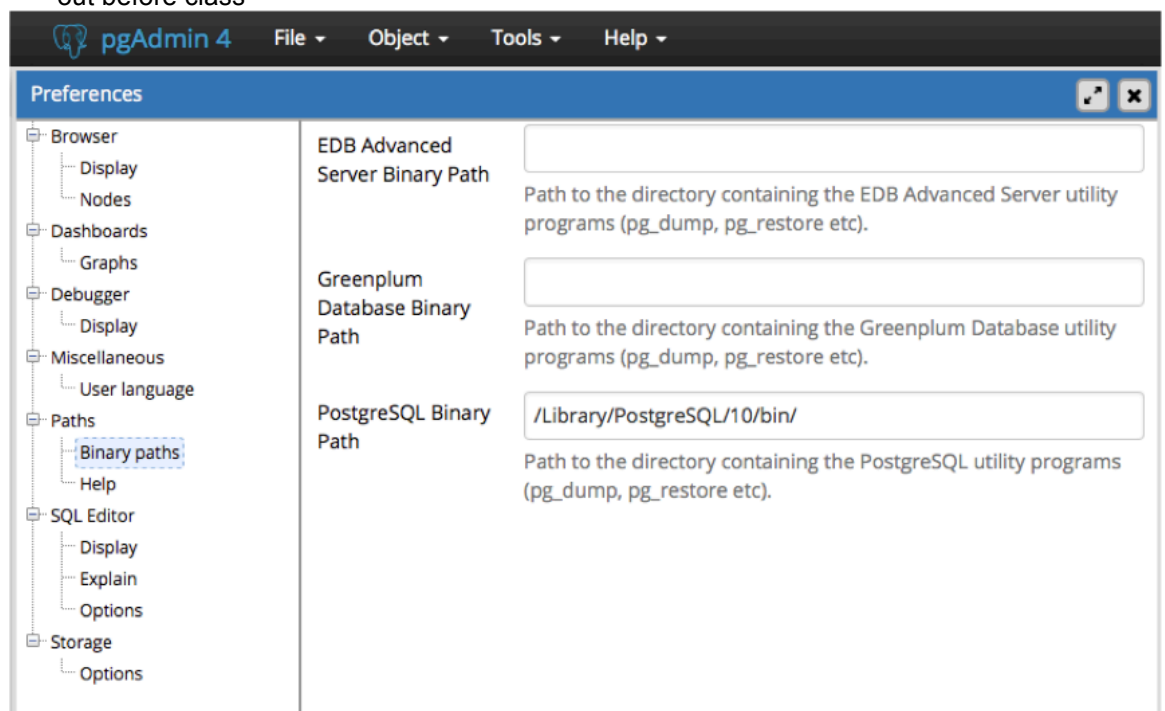 out before class
pgAdmin 4 File Object Tools Help
Preferences
Browser
Display
Nodes
Dashboards
Graphs
Debugger
Display
Miscellaneous
User language
Paths
Binary paths
Help
SQL Editor
Display
Explain
Options
Storage
Options
EDB Advanced
Server Binary Path
Path to the directory containing the EDB Advanced Server utility
programs (pg_dump, pg_restore etc).
Greenplum
Database Binary
Path
Path to the directory containing the Greenplum Database utility
programs (pg_dump, pg_restore etc).
PostgreSQL Binary
Path
/Library/PostgreSQL/10/bin/
Path to the directory containing the PostgreSQL utility programs
(pg_dump, pg_restore etc).